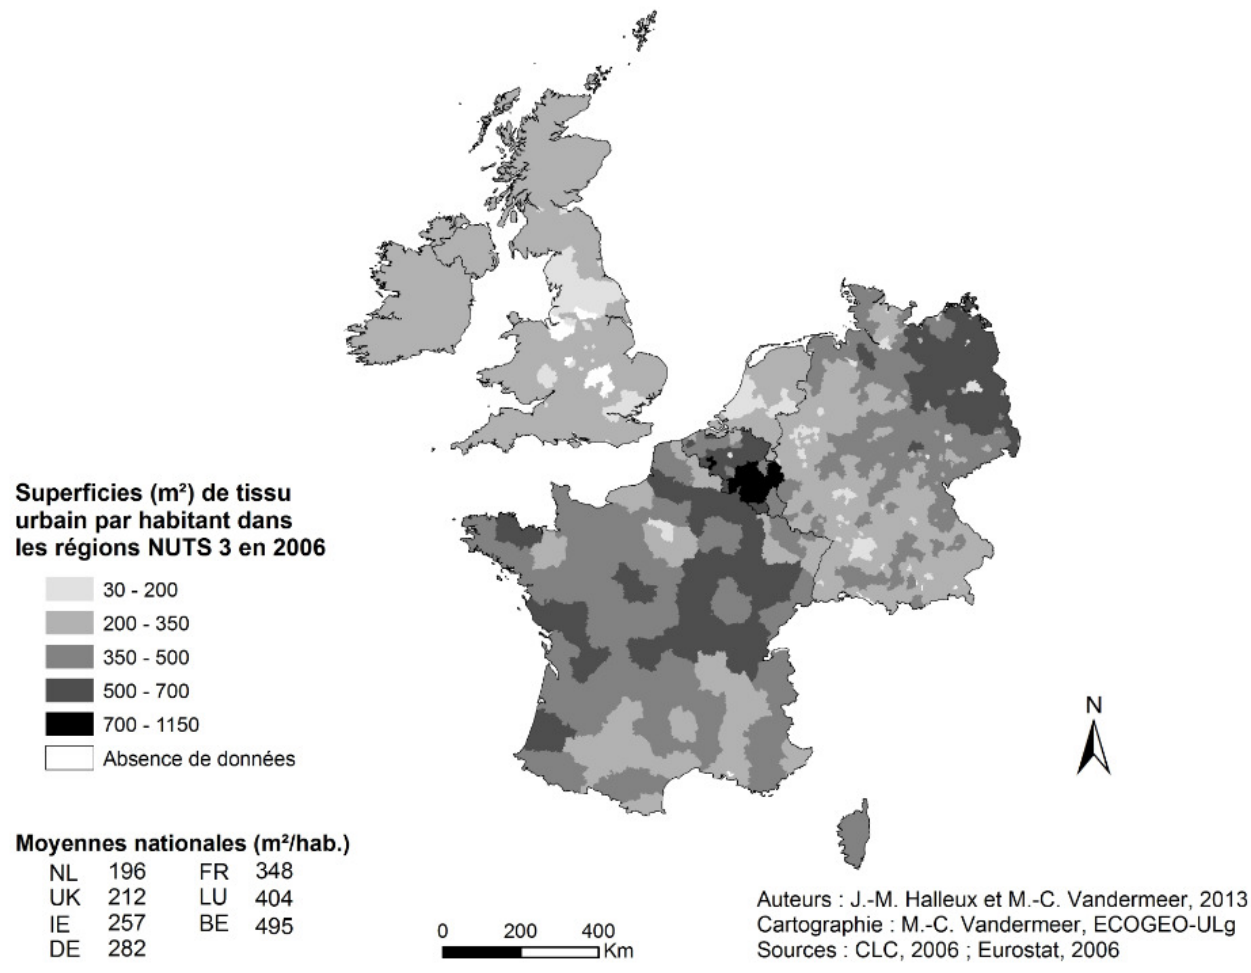 Superficies (m²) de tissu
urbain par habitant dans
les régions NUTS 3 en 2006
30 - 200
200 - 350
350 - 500
500 - 700
700 - 1150
Absence de données
Moyennes nationales (m²/hab.)
NL 196 FR 348
UK 212 LU 404
IE 257 BE 495
DE 282
0 200 400
Km
N
Auteurs : J.-M. Halleux et M.-C. Vandermeer, 2013
Cartographie : M.-C. Vandermeer, ECOGEO-ULg
Sources : CLC, 2006 ; Eurostat, 2006